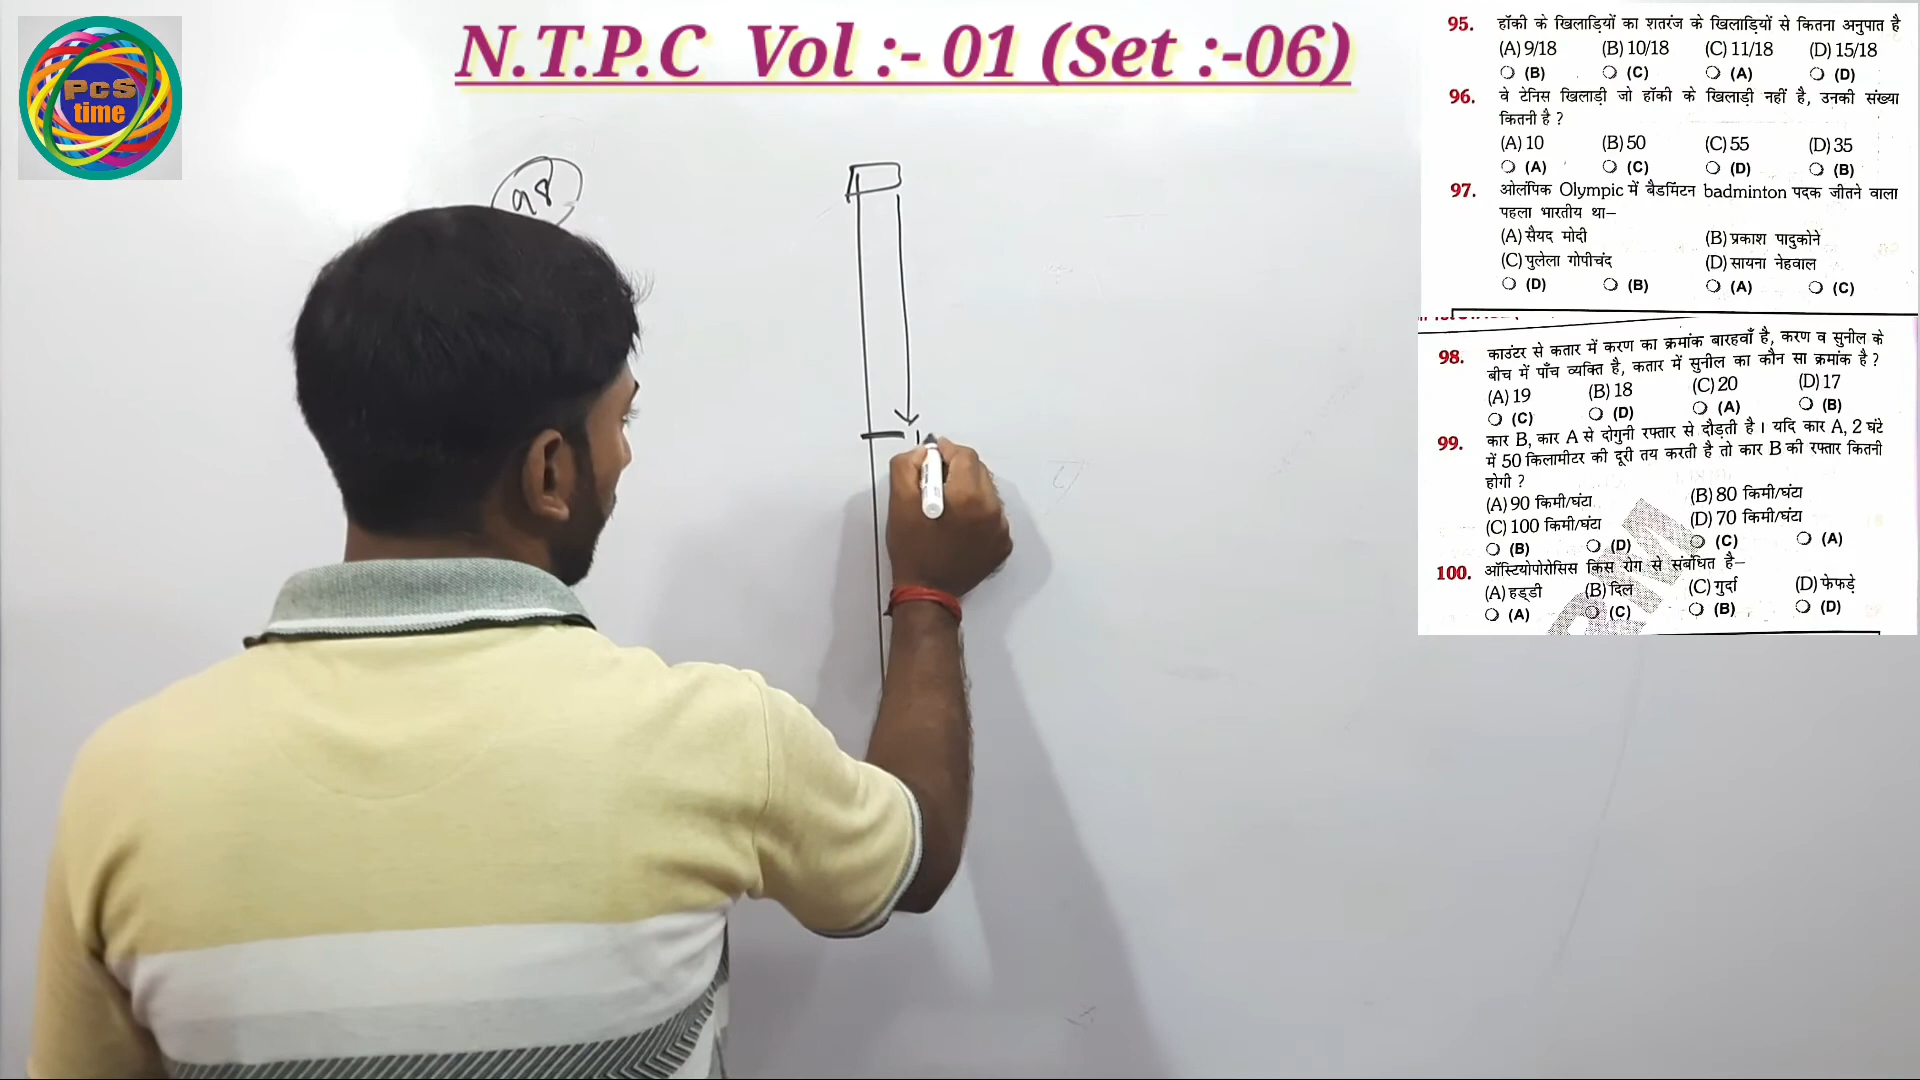 N.T.P.C Vol :- 01 (Set :-06)
PCS
time
९८
95. हॉकी के खिलाड़ियों का शतरंज के खिलाड़ियों से कितना अनुपात है
(A) 9/18 (B) 10/18 (C) 11/18 (D) 15/18
(B) (C) (A) (D)
96. वे टेनिस खिलाड़ी जो हॉकी के खिलाड़ी नहीं है, उनकी संख्या
कितनी है ?
(A) 10 (B) 50 (C) 55 (D) 35
(A) (C) (D) (B)
97. ओलंपिक Olympic में बैडमिंटन badminton पदक जीतने वाला
पहला भारतीय था–
(A) सैयद मोदी (B) प्रकाश पादुकोने
(C) पुलेला गोपीचंद (D) सायना नेहवाल
(D) (B) (A) (C)
98. काउंटर से कतार में करण का क्रमांक बारहवाँ है, करण व सुनील के
बीच में पाँच व्यक्ति है, कतार में सुनील का कौन सा क्रमांक है ?
(A) 19 (B) 18 (C) 20 (D) 17
(C) (D) (A) (B)
99. कार B, कार A से दोगुनी रफ्तार से दौड़ती है। यदि कार A, 2 घंटे
में 50 किलामीटर की दूरी तय करती है तो कार B की रफ्तार कितनी
होगी ?
(A) 90 किमी/घंटा (B) 80 किमी/घंटा
(C) 100 किमी/घंटा (D) 70 किमी/घंटा
(B) (D) (C) (A)
100. ऑस्टियोपोरोसिस किस रोग से संबंधित है–
(A) हड्डी (B) दिल (C) गुर्दा (D) फेफड़े
(A) (C) (B) (D)